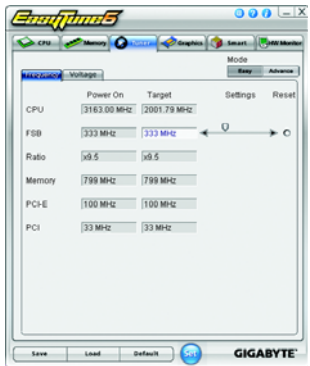 EasyTune6
CPU Memory Tuner Graphics Smart HW Monitor
Mode
Easy Advance
Frequency Voltage
Power On Target Settings Reset
CPU 3163.00 MHz 2001.79 MHz
FSB 333 MHz 333 MHz
Ratio x9.5 x9.5
Memory 799 MHz 799 MHz
PCI-E 100 MHz 100 MHz
PCI 33 MHz 33 MHz
Save Load Default Set GIGABYTE